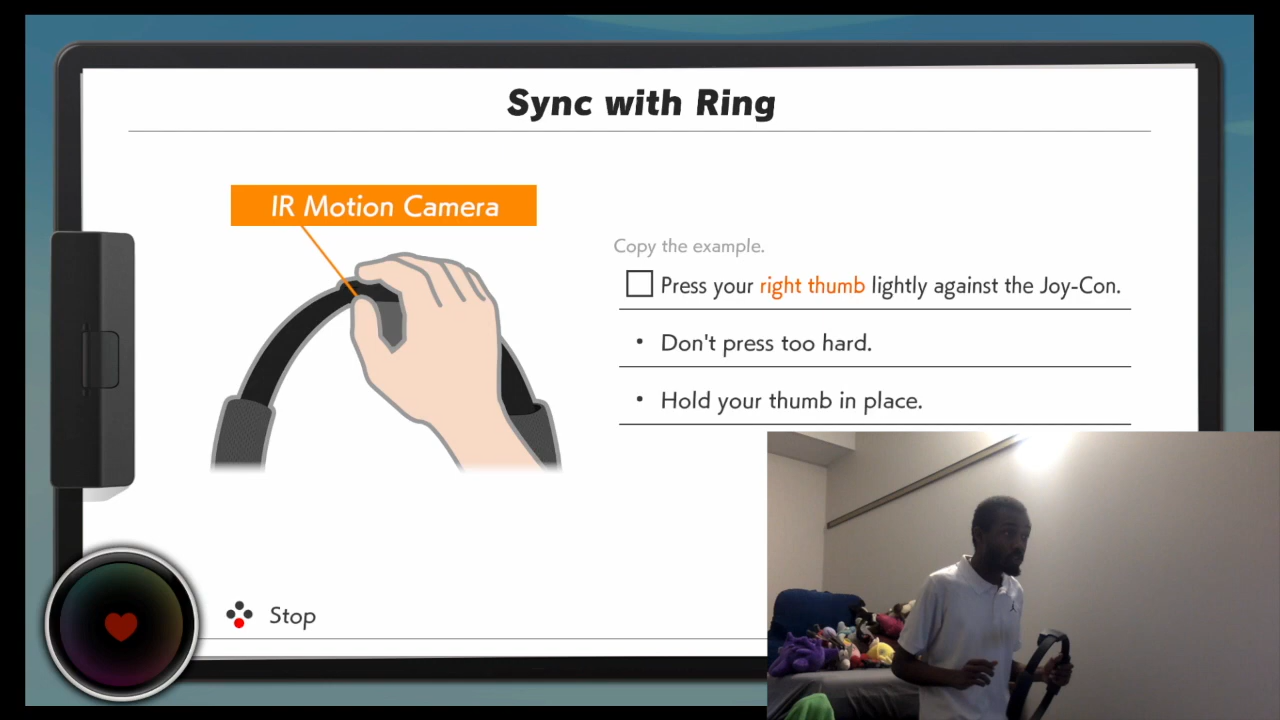 Sync with Ring
IR Motion Camera
Copy the example.
Press your right thumb lightly against the Joy-Con.
• Don't press too hard.
• Hold your thumb in place.
Stop